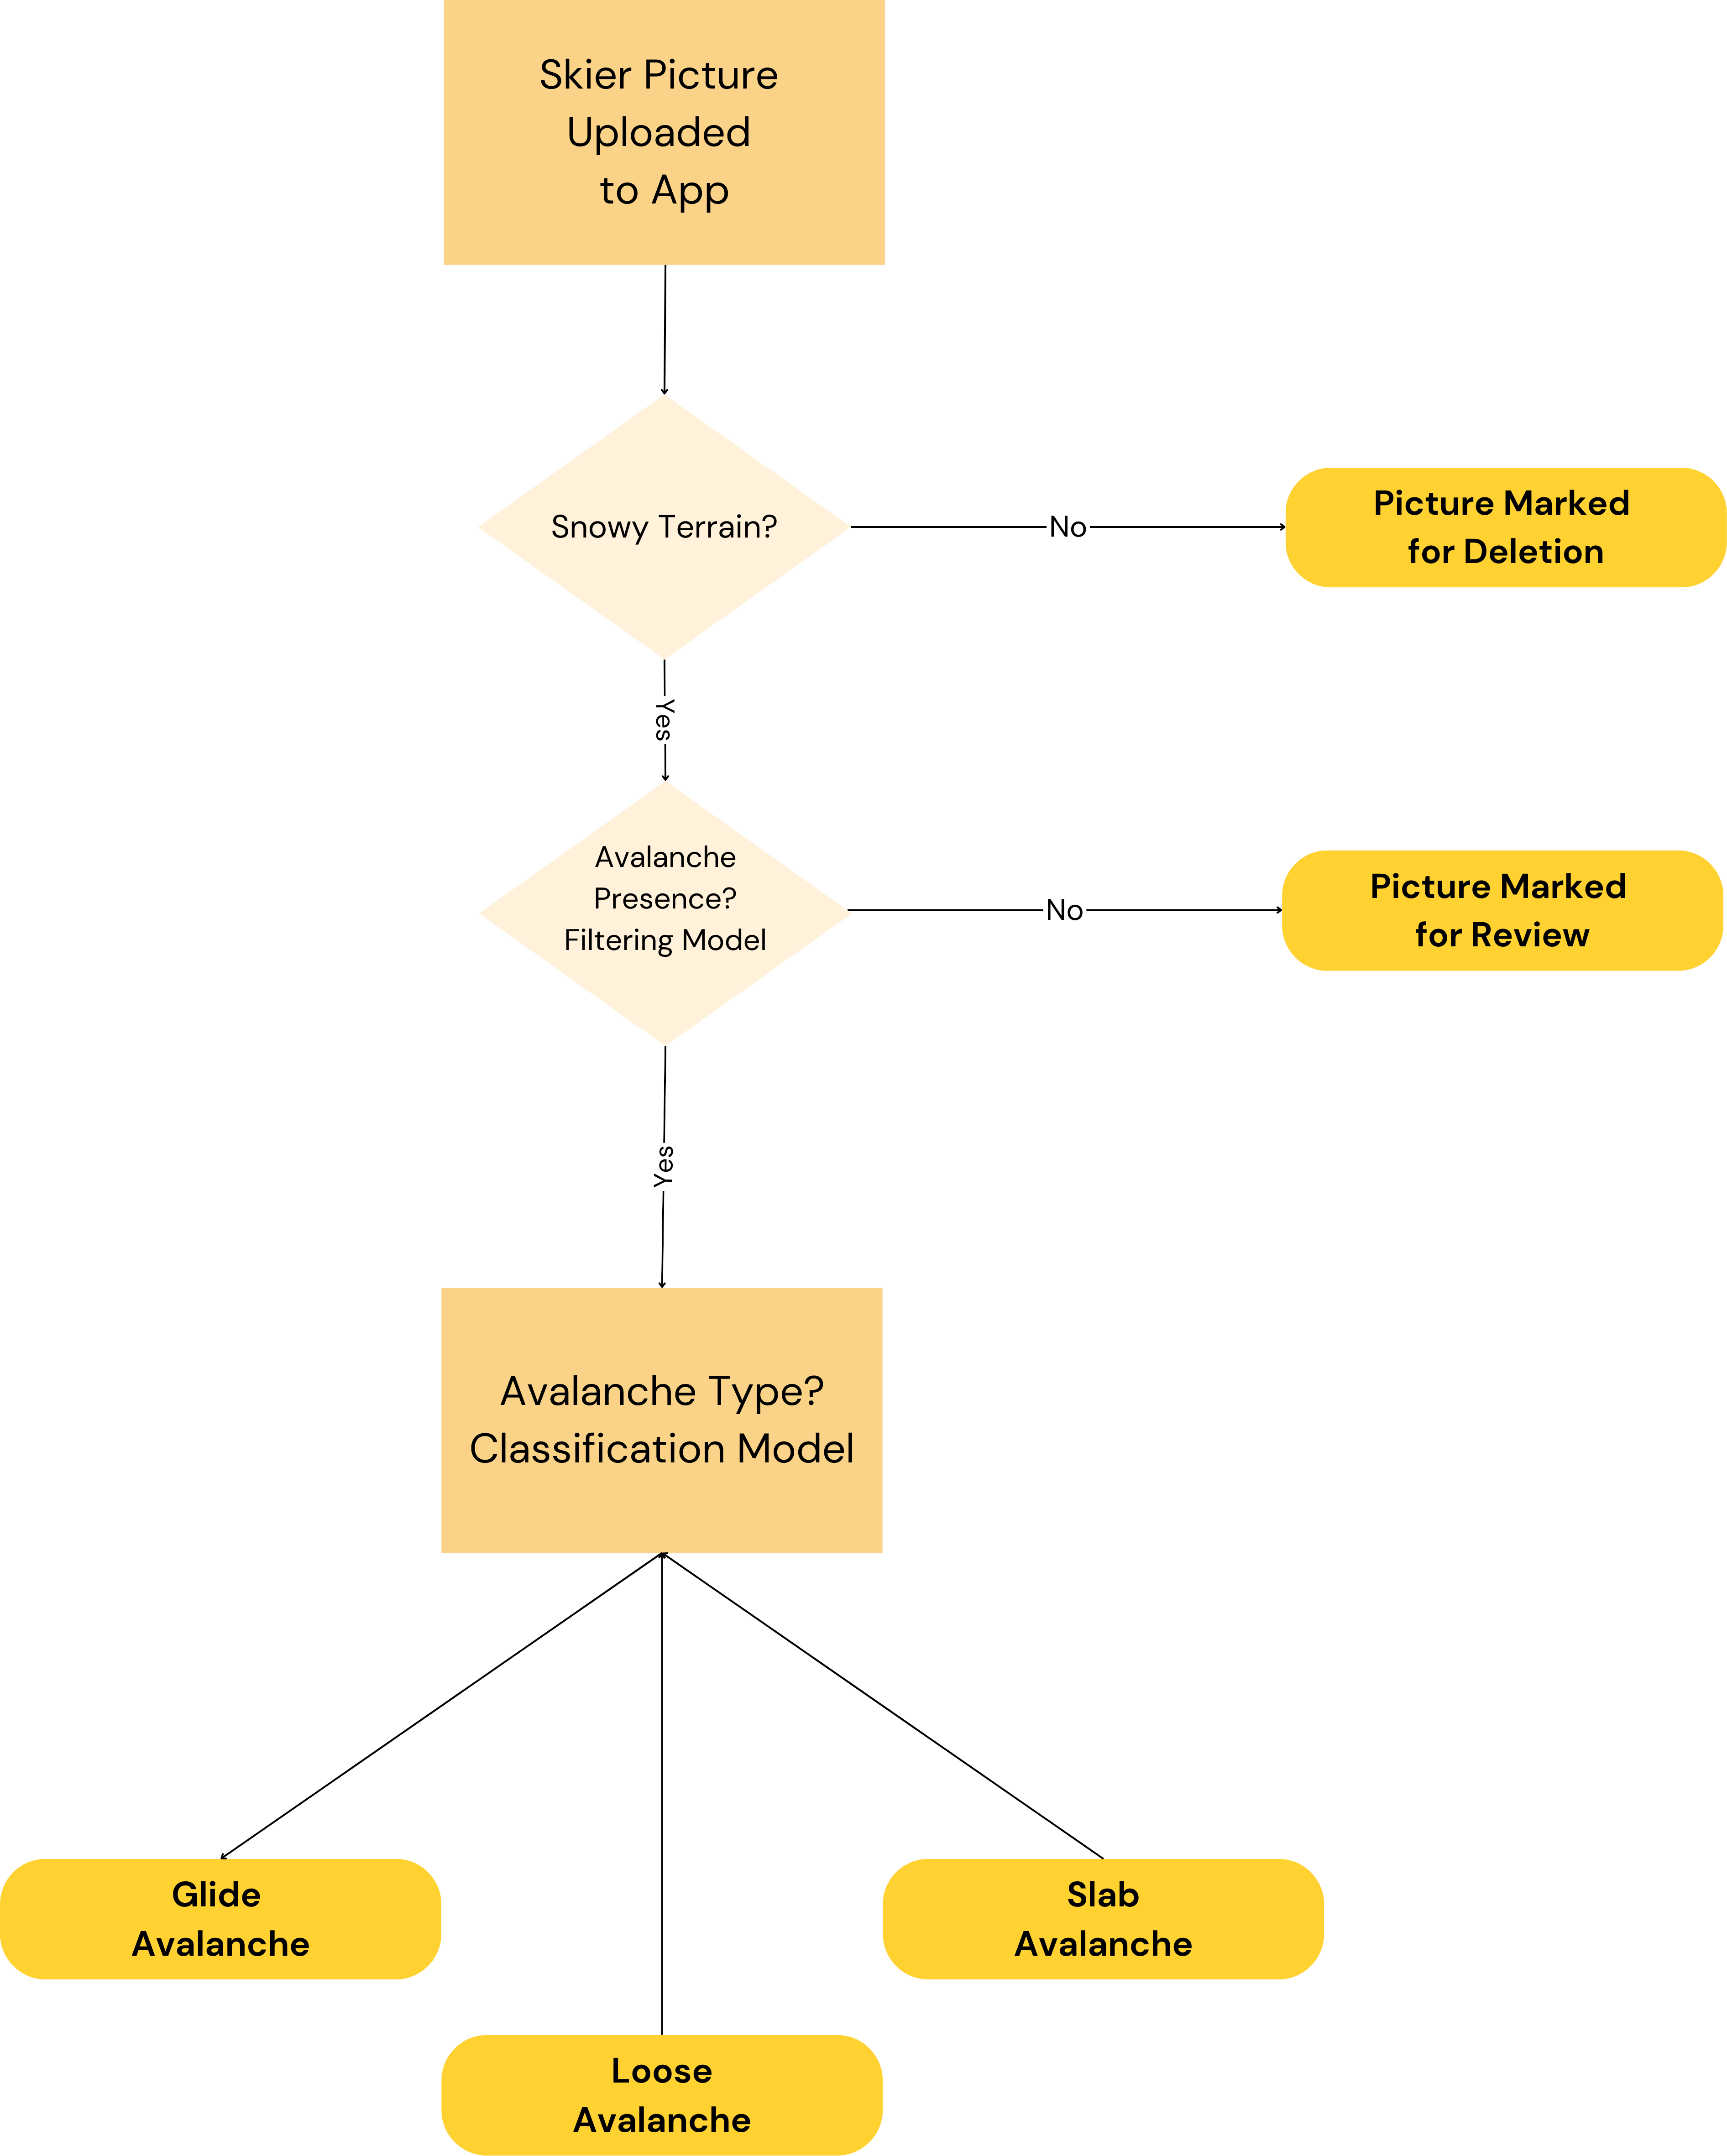 Skier Picture
Uploaded
to App
Snowy Terrain?
No
Picture Marked
for Deletion
Yes
Avalanche
Presence?
Filtering Model
No
Picture Marked
for Review
Yes
Avalanche Type?
Classification Model
Glide
Avalanche
Slab
Avalanche
Loose
Avalanche